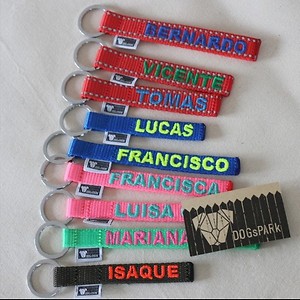 BERNARDO
VICENTE
TOMAS
LUCAS
FRANCISCO
FRANCISCA
LUISA
MARIANA
DOGsPARk
ISAQUE